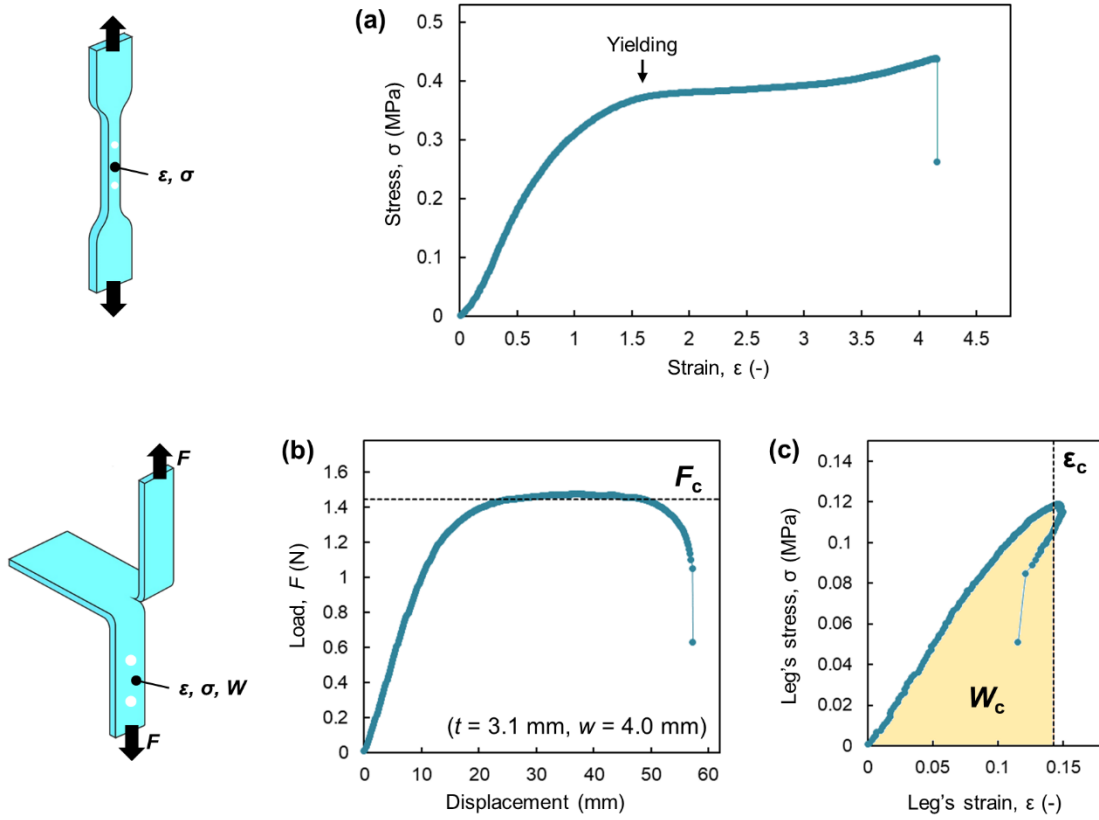 (a)
Yielding
ε, σ
Stress, σ (MPa)
0.5
0.4
0.3
0.2
0.1
0
0 0.5 1 1.5 2 2.5 3 3.5 4 4.5
Strain, ε (-)
F
ε, σ, W
F
(b)
Fc
Load, F (N)
1.6
1.4
1.2
1
0.8
0.6
0.4
0.2
0
(t = 3.1 mm, w = 4.0 mm)
0 10 20 30 40 50 60
Displacement (mm)
(c)
εc
Leg's stress, σ (MPa)
0.14
0.12
0.10
0.08
0.06
0.04
0.02
0
Wc
0 0.05 0.10 0.15
Leg's strain, ε (-)